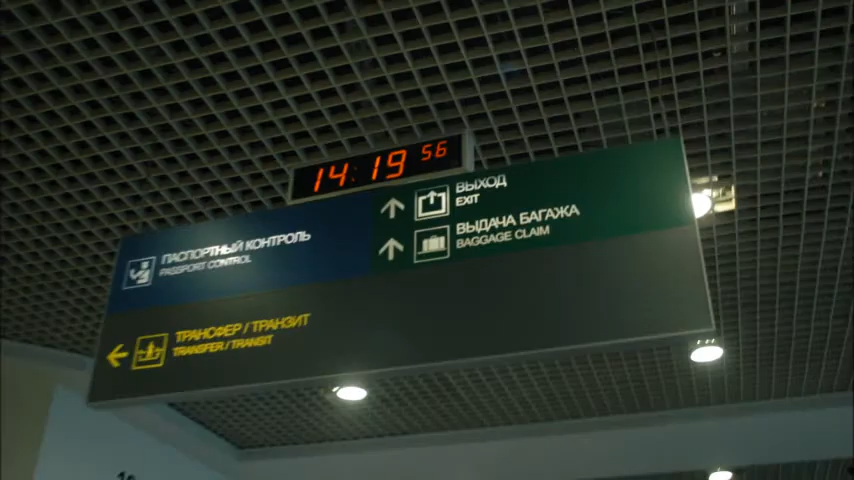 14:19 56
ВЫХОД
EXIT
ВЫДАЧА БАГАЖА
BAGGAGE CLAIM
ПАСПОРТНЫЙ КОНТРОЛЬ
PASSPORT CONTROL
ТРАНСФЕР / ТРАНЗИТ
TRANSFER / TRANSIT